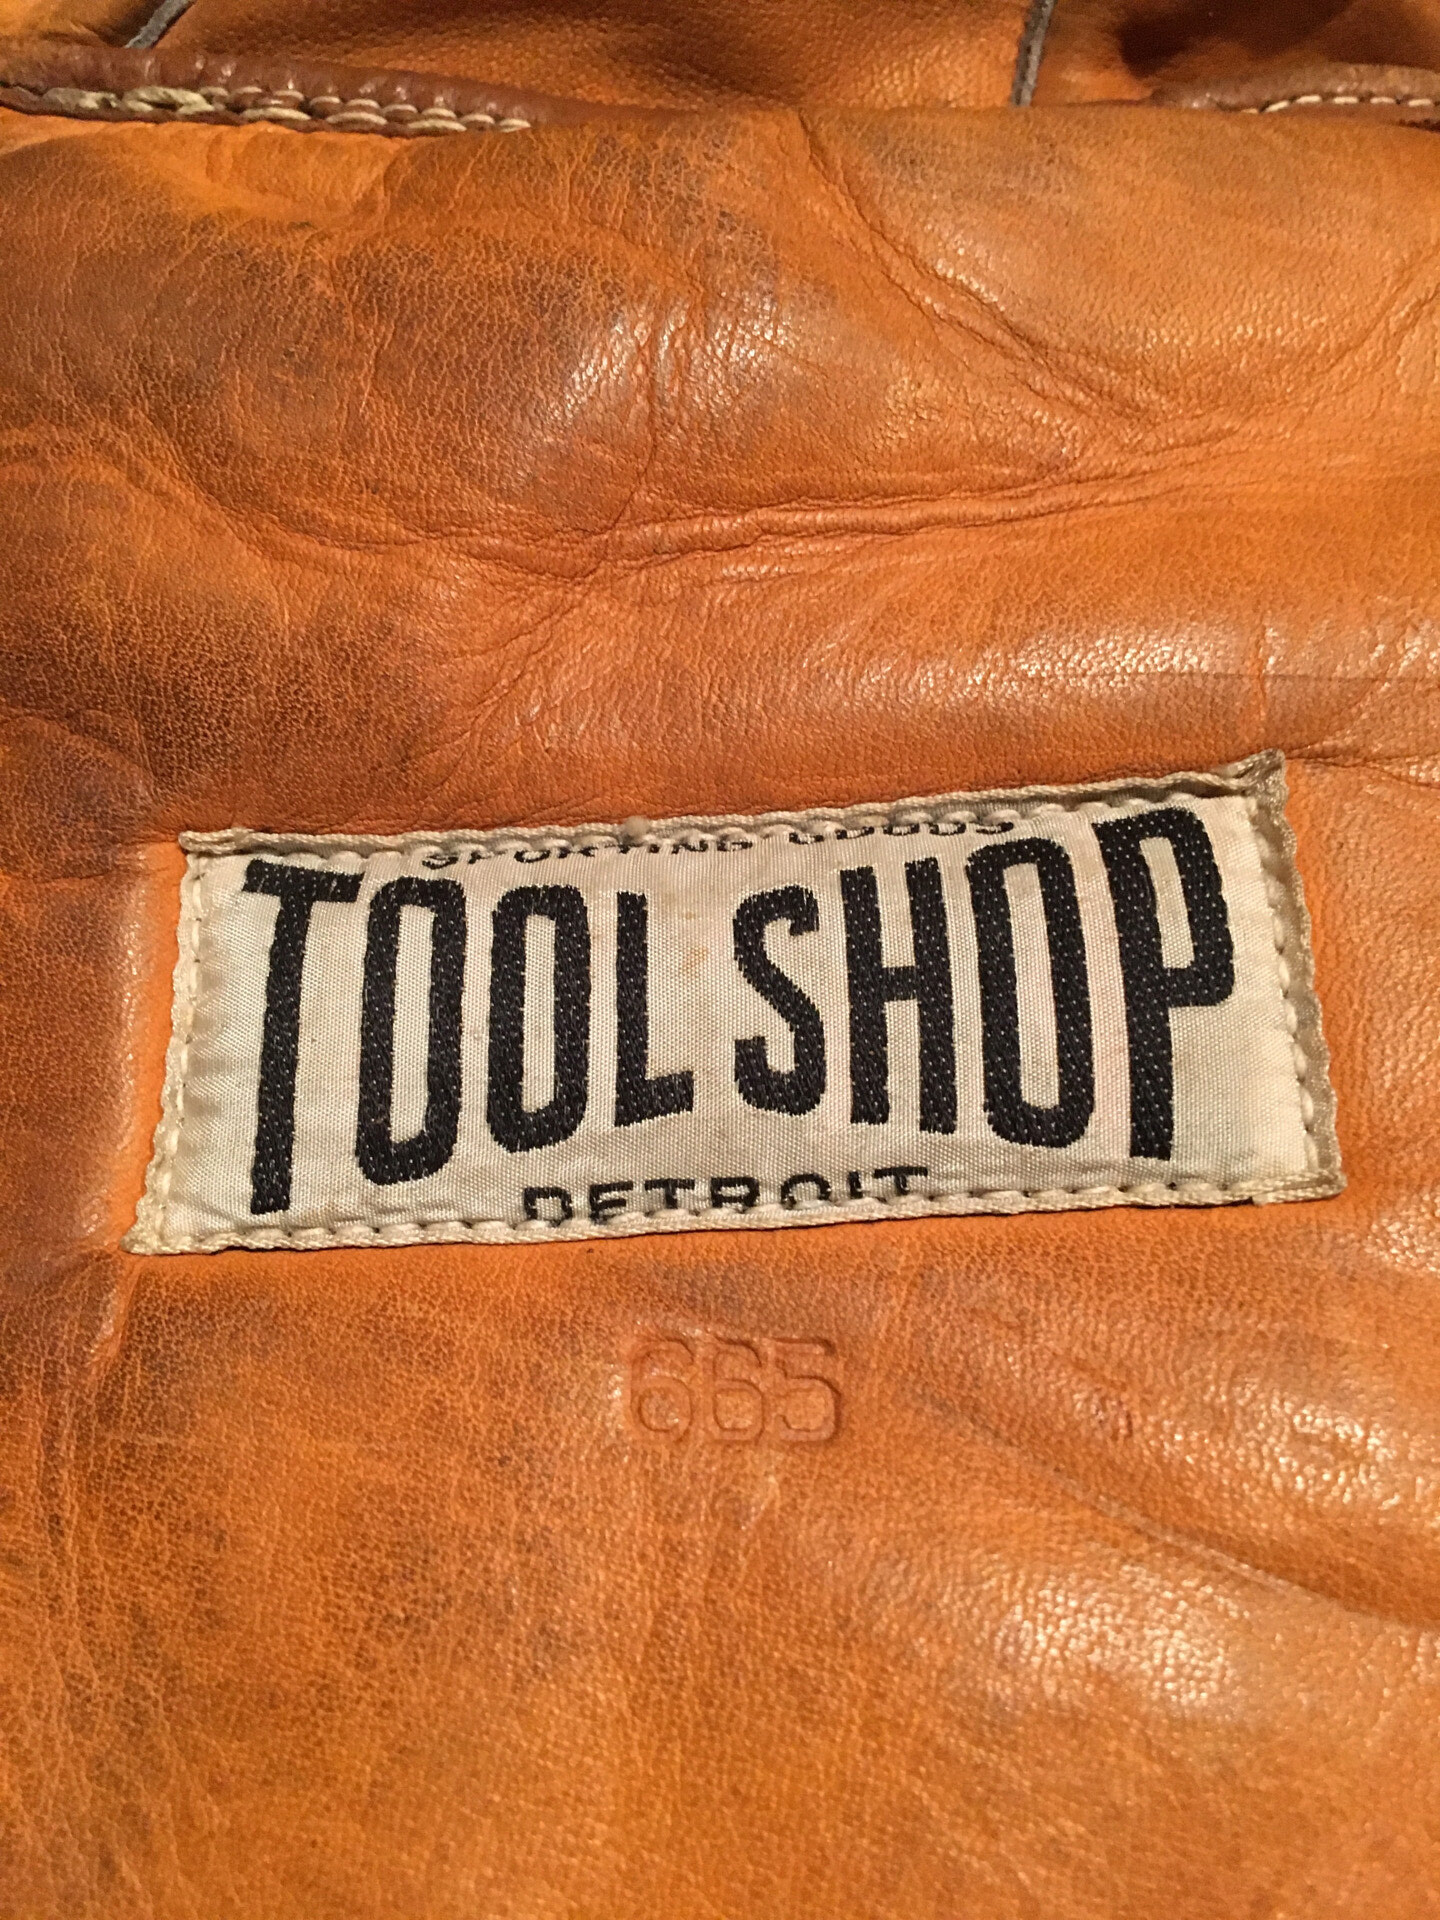 SPORTING GOODS
TOOL SHOP
DETROIT
665